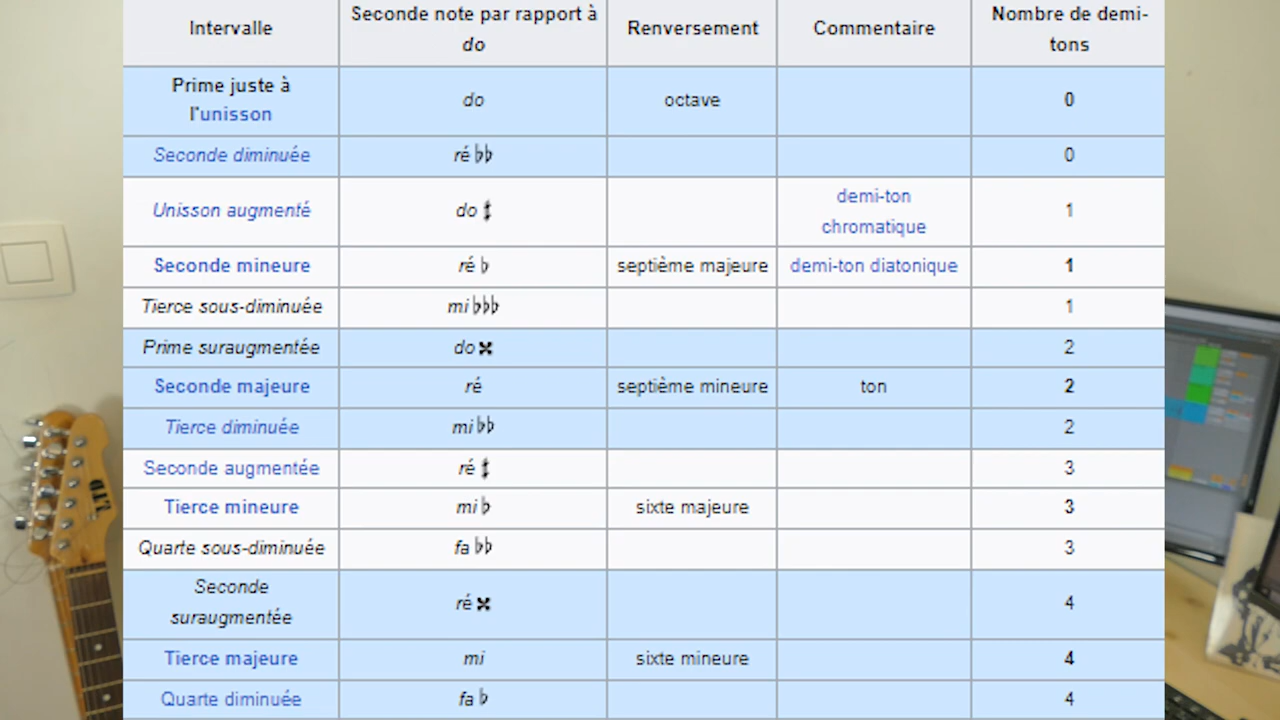 Intervalle | Seconde note par rapport à do | Renversement | Commentaire | Nombre de demi-tons
Prime juste à l'unisson | do | octave | | 0
Seconde diminuée | ré♭♭ | | | 0
Unisson augmenté | do♯ | | demi-ton chromatique | 1
Seconde mineure | ré♭ | septième majeure | demi-ton diatonique | 1
Tierce sous-diminuée | mi♭♭♭ | | | 1
Prime suraugmentée | do𝄪 | | | 2
Seconde majeure | ré | septième mineure | ton | 2
Tierce diminuée | mi♭♭ | | | 2
Seconde augmentée | ré♯ | | | 3
Tierce mineure | mi♭ | sixte majeure | | 3
Quarte sous-diminuée | fa♭♭ | | | 3
Seconde suraugmentée | ré𝄪 | | | 4
Tierce majeure | mi | sixte mineure | | 4
Quarte diminuée | fa♭ | | | 4
LTD